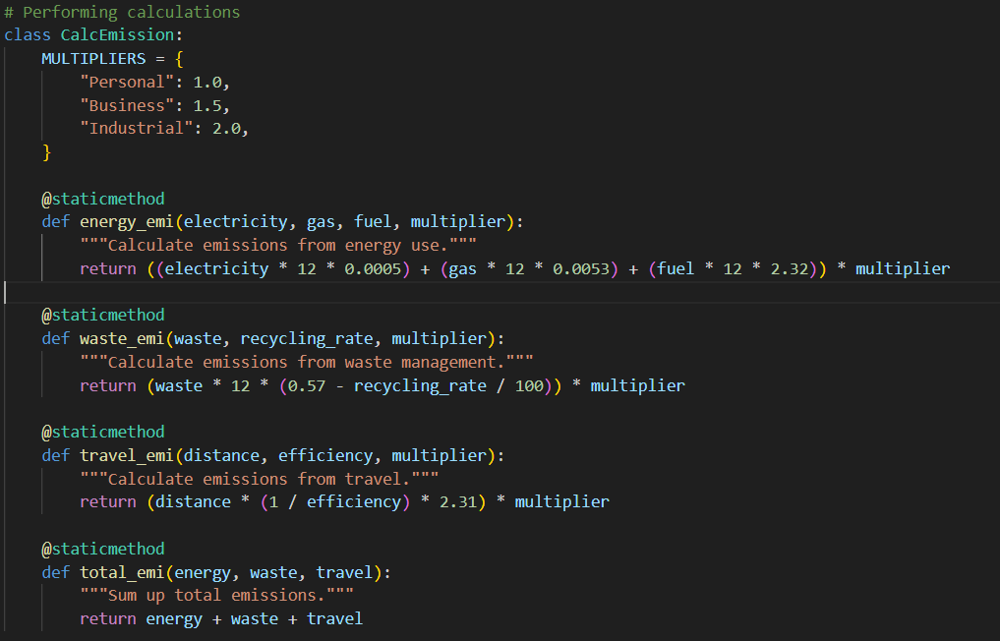 # Performing calculations
class CalcEmission:
    MULTIPLIERS = {
        "Personal": 1.0,
        "Business": 1.5,
        "Industrial": 2.0,
    }
    @staticmethod
    def energy_emi(electricity, gas, fuel, multiplier):
        """Calculate emissions from energy use."""
        return ((electricity * 12 * 0.0005) + (gas * 12 * 0.0053) + (fuel * 12 * 2.32)) * multiplier
    @staticmethod
    def waste_emi(waste, recycling_rate, multiplier):
        """Calculate emissions from waste management."""
        return (waste * 12 * (0.57 - recycling_rate / 100)) * multiplier
    @staticmethod
    def travel_emi(distance, efficiency, multiplier):
        """Calculate emissions from travel."""
        return (distance * (1 / efficiency) * 2.31) * multiplier
    @staticmethod
    def total_emi(energy, waste, travel):
        """Sum up total emissions."""
        return energy + waste + travel